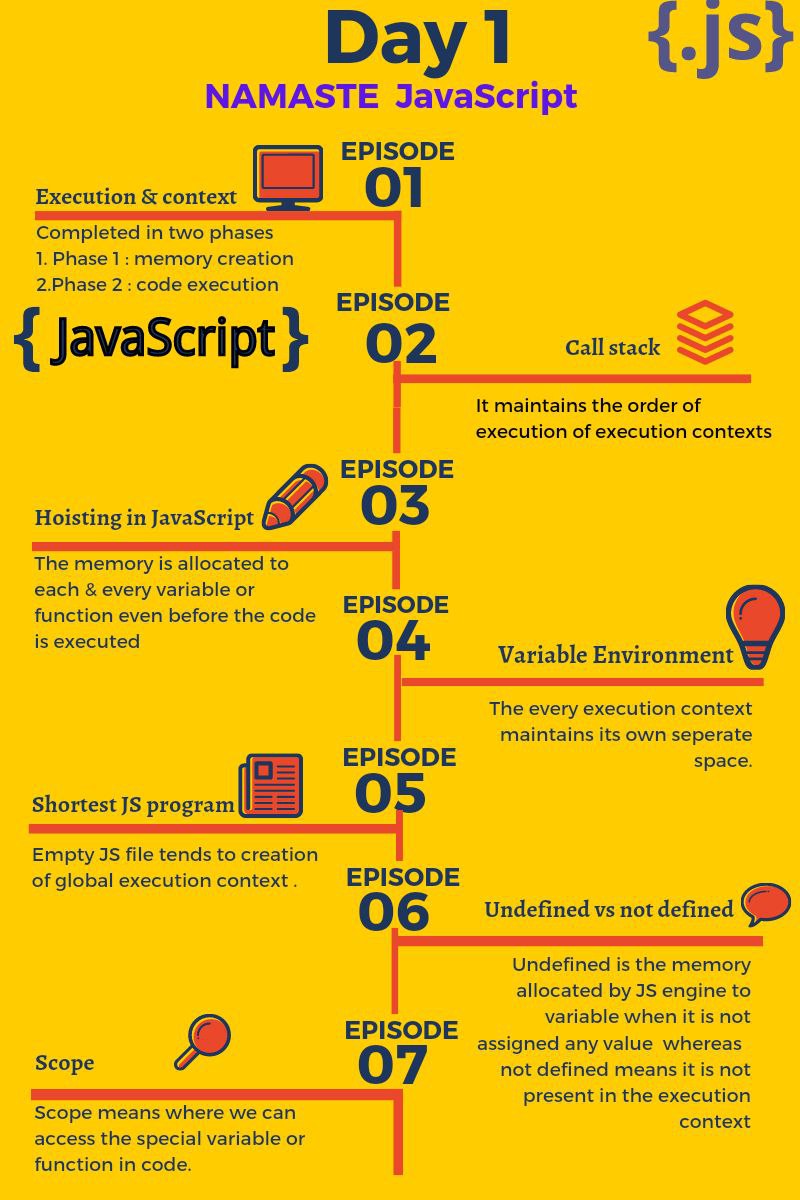 Day 1
{.js}
NAMASTE JavaScript
EPISODE
01
Execution & context
Completed in two phases
1. Phase 1 : memory creation
2.Phase 2 : code execution
{ JavaScript }
EPISODE
02
Call stack
It maintains the order of
execution of execution contexts
EPISODE
03
Hoisting in JavaScript
The memory is allocated to
each & every variable or
function even before the code
is executed
EPISODE
04
Variable Environment
The every execution context
maintains its own seperate
space.
EPISODE
05
Shortest JS program
Empty JS file tends to creation
of global execution context .
EPISODE
06
Undefined vs not defined
Undefined is the memory
allocated by JS engine to
variable when it is not
assigned any value whereas
not defined means it is not
present in the execution
context
EPISODE
07
Scope
Scope means where we can
access the special variable or
function in code.